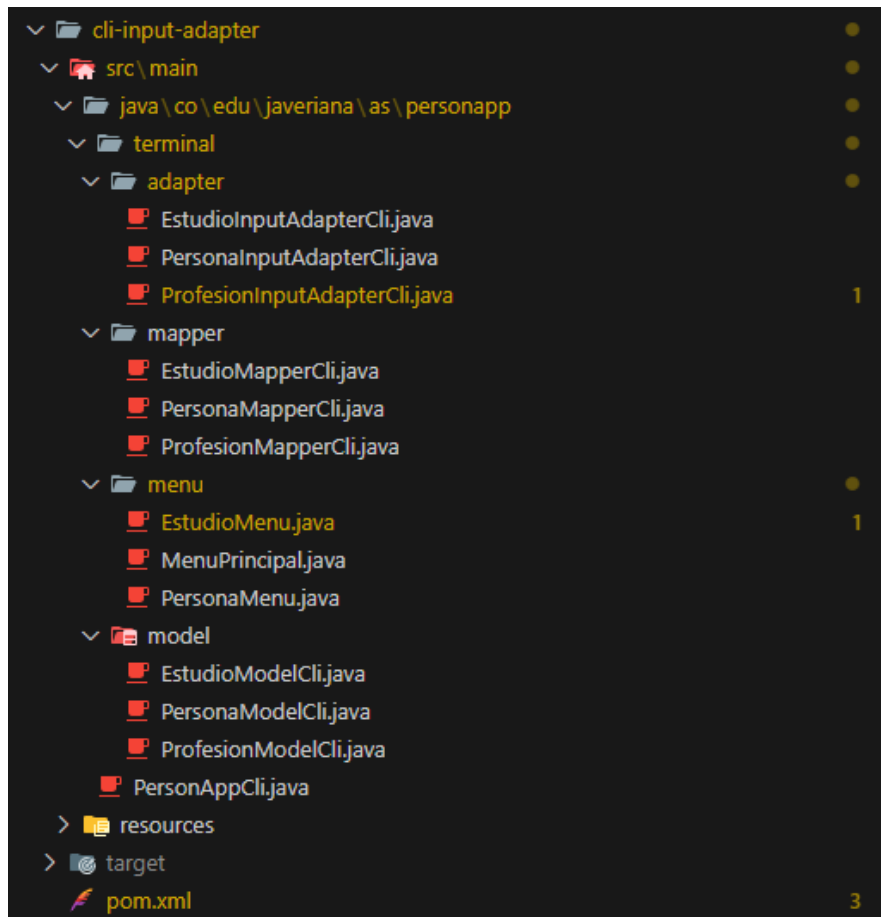 cli-input-adapter
src\main
java\co\edu\javeriana\as\personapp
terminal
adapter
EstudioInputAdapterCli.java
PersonaInputAdapterCli.java
ProfesionInputAdapterCli.java 1
mapper
EstudioMapperCli.java
PersonaMapperCli.java
ProfesionMapperCli.java
menu
EstudioMenu.java 1
MenuPrincipal.java
PersonaMenu.java
model
EstudioModelCli.java
PersonaModelCli.java
ProfesionModelCli.java
PersonAppCli.java
resources
target
pom.xml 3